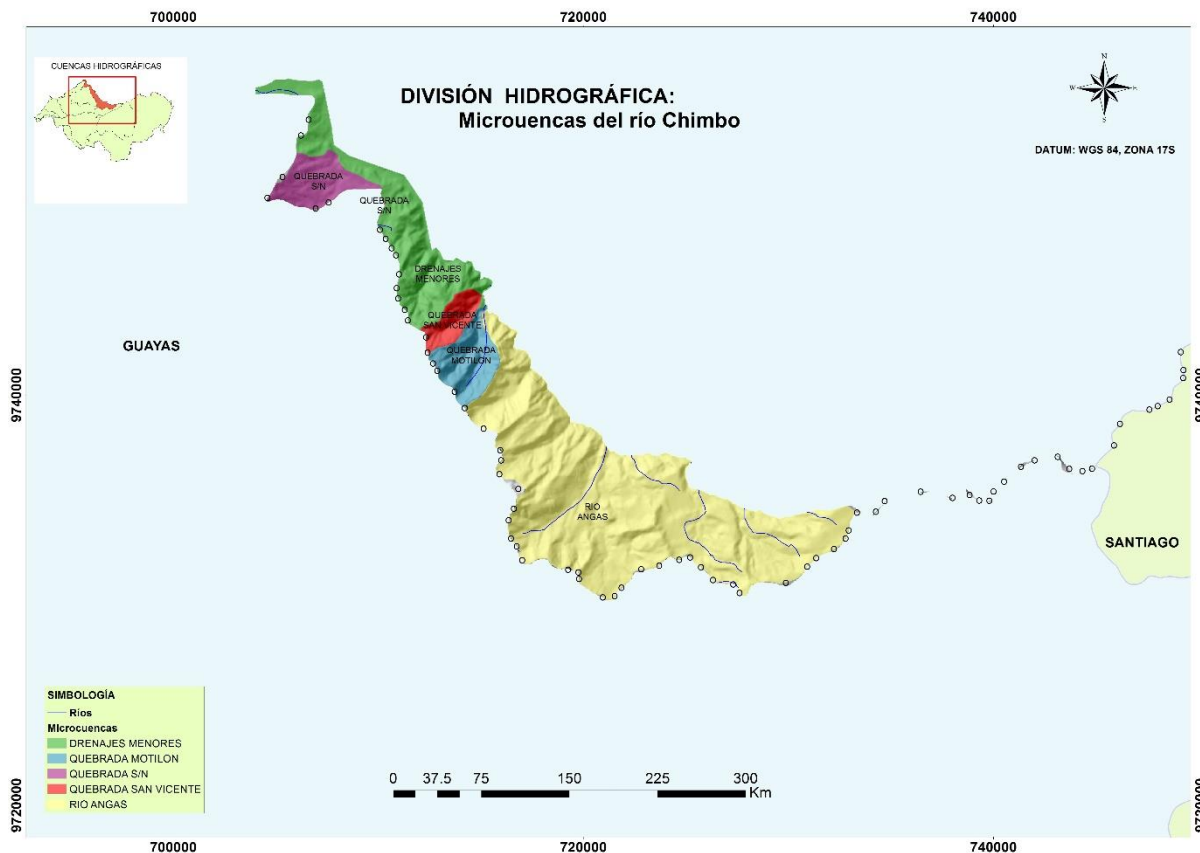 700000
720000
740000
CUENCAS HIDROGRÁFICAS
DIVISIÓN HIDROGRÁFICA:
Microuencas del río Chimbo
N
W
E
S
DATUM: WGS 84, ZONA 17S
QUEBRADA
S/N
QUEBRADA
S/N
DRENAJES
MENORES
QUEBRADA
SAN VICENTE
QUEBRADA
MOTILON
GUAYAS
9740000
9740000
RIO
ANGAS
SANTIAGO
SIMBOLOGÍA
Ríos
Microcuencas
DRENAJES MENORES
QUEBRADA MOTILON
QUEBRADA S/N
QUEBRADA SAN VICENTE
RIO ANGAS
0 37.5 75 150 225 300
Km
9720000
9720000
700000
720000
740000